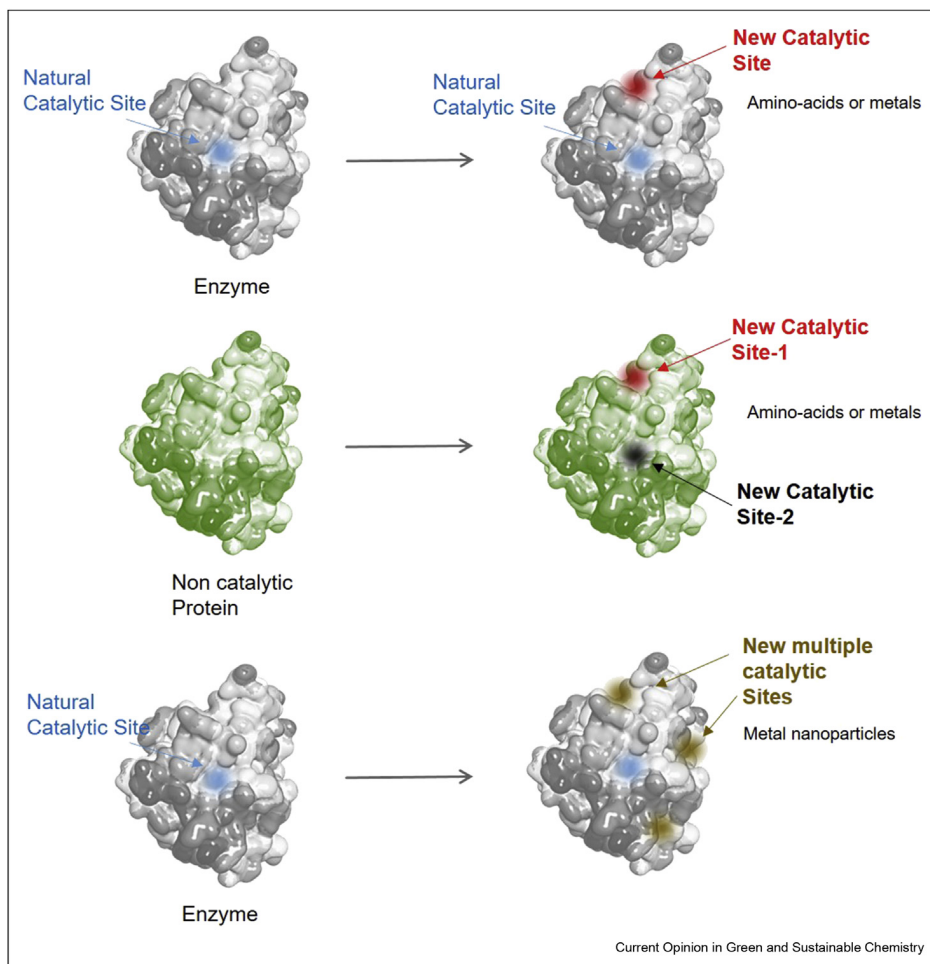 Natural
Catalytic Site
Enzyme
Natural
Catalytic Site
New Catalytic
Site
Amino-acids or metals
Non catalytic
Protein
New Catalytic
Site-1
Amino-acids or metals
New Catalytic
Site-2
Natural
Catalytic Site
Enzyme
New multiple
catalytic
Sites
Metal nanoparticles
Current Opinion in Green and Sustainable Chemistry